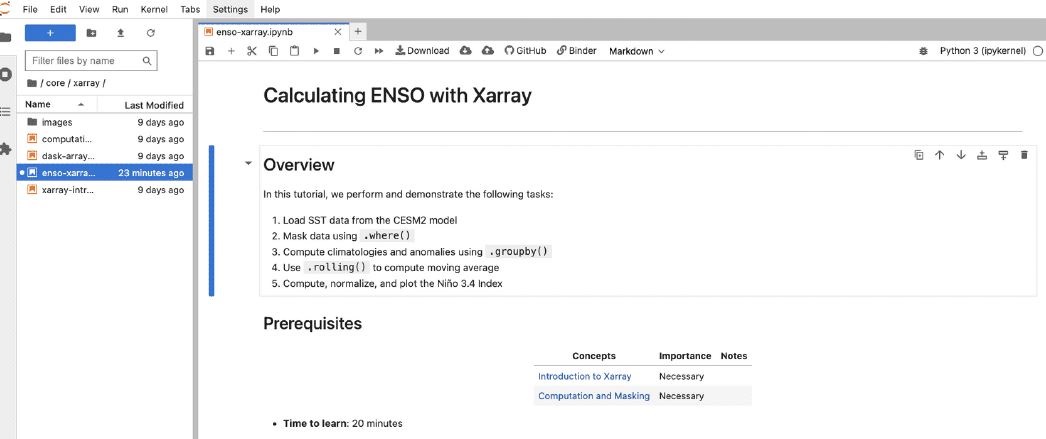 File Edit View Run Kernel Tabs Settings Help
enso-xarray.ipynb
Download GitHub Binder Markdown Python 3 (ipykernel)
Filter files by name
/ core / xarray /
Name Last Modified
images 9 days ago
computati... 9 days ago
dask-array... 9 days ago
enso-xarra... 23 minutes ago
xarray-intr... 9 days ago
Calculating ENSO with Xarray
Overview
In this tutorial, we perform and demonstrate the following tasks:
1. Load SST data from the CESM2 model
2. Mask data using .where()
3. Compute climatologies and anomalies using .groupby()
4. Use .rolling() to compute moving average
5. Compute, normalize, and plot the Niño 3.4 Index
Prerequisites
Concepts Importance Notes
Introduction to Xarray Necessary
Computation and Masking Necessary
• Time to learn: 20 minutes